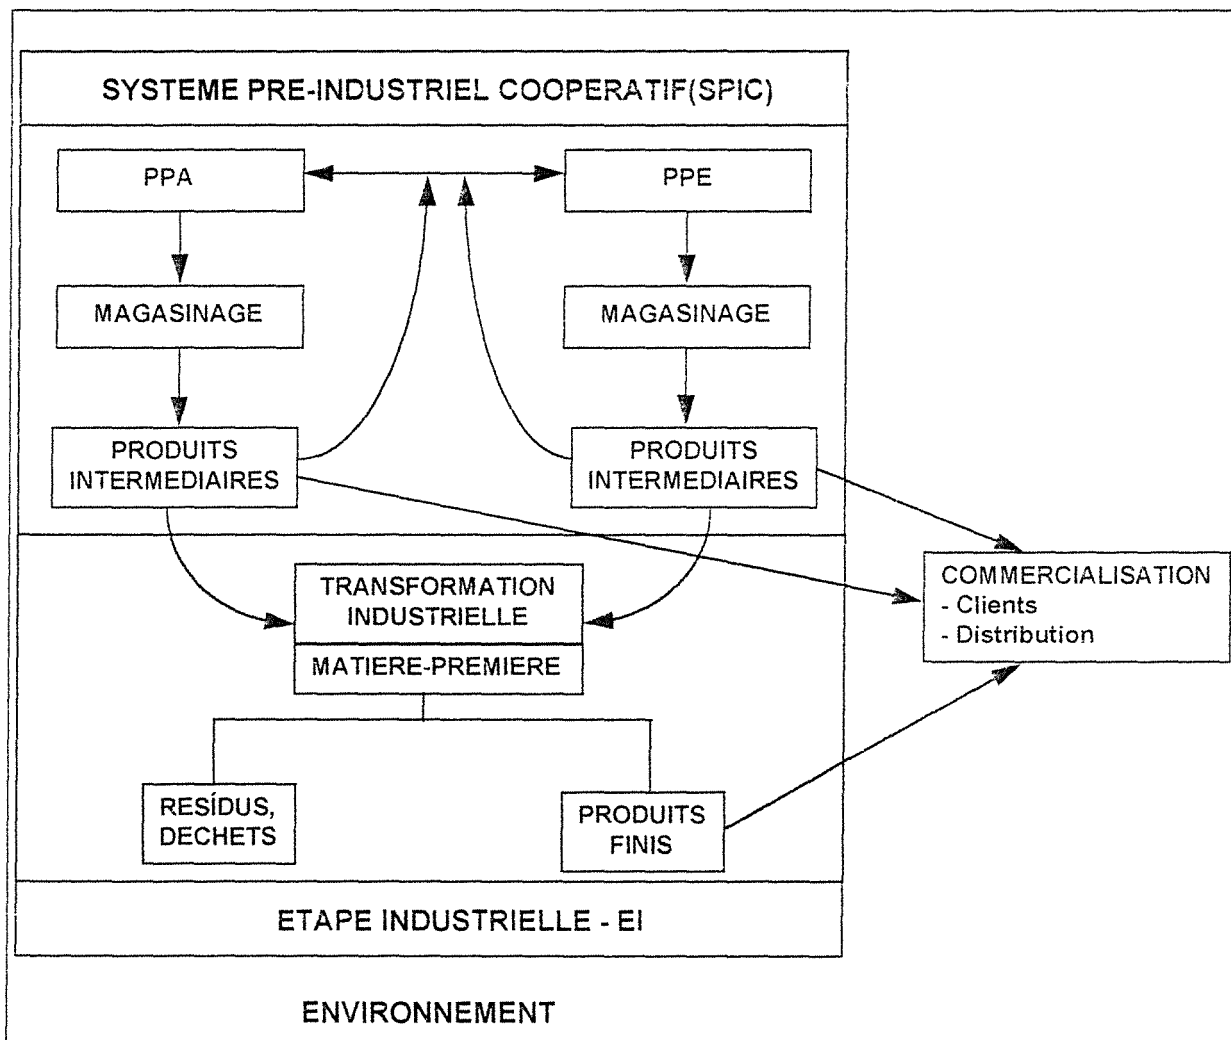 SYSTEME PRE-INDUSTRIEL COOPERATIF(SPIC)
PPA
PPE
MAGASINAGE
MAGASINAGE
PRODUITS
INTERMEDIAIRES
PRODUITS
INTERMEDIAIRES
TRANSFORMATION
INDUSTRIELLE
MATIERE-PREMIERE
COMMERCIALISATION
- Clients
- Distribution
RESÍDUS,
DECHETS
PRODUITS
FINIS
ETAPE INDUSTRIELLE - EI
ENVIRONNEMENT